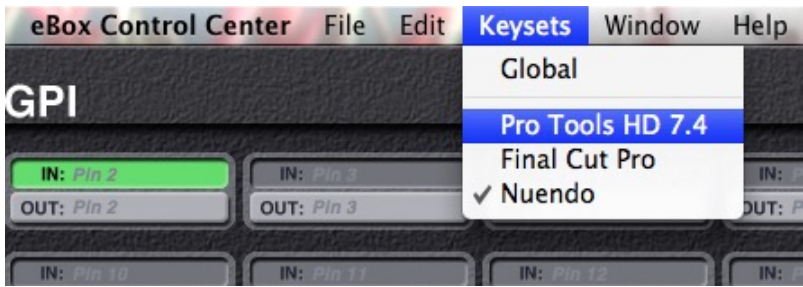 eBox Control Center File Edit Keysets Window Help
Global
GPI
Pro Tools HD 7.4
Final Cut Pro
✓ Nuendo
IN: Pin 2 IN: Pin 3 IN:
OUT: Pin 2 OUT: Pin 3 OUT:
IN: Pin 10 IN: Pin 11 IN: Pin 12 IN: